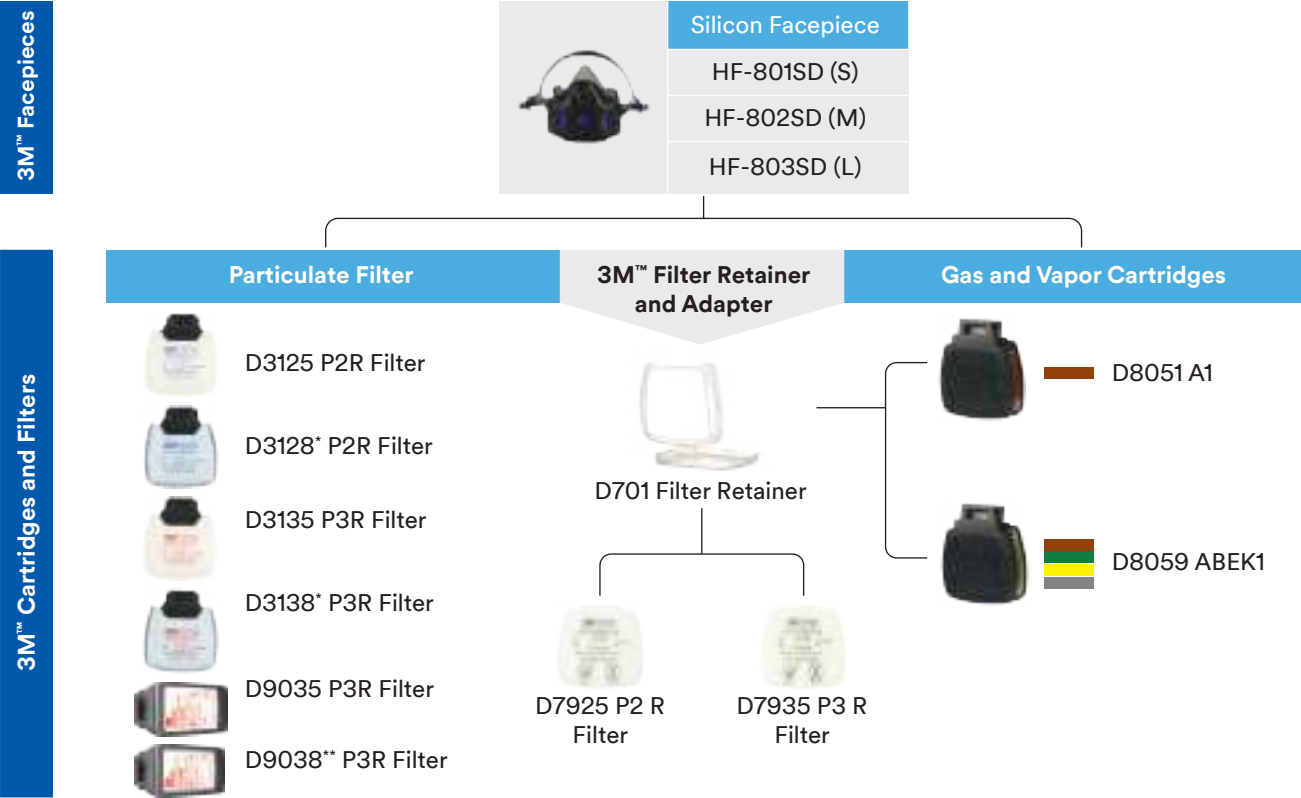 3M™ Facepieces
Silicon Facepiece
HF-801SD (S)
HF-802SD (M)
HF-803SD (L)
3M™ Cartridges and Filters
Particulate Filter
D3125 P2R Filter
D3128* P2R Filter
D3135 P3R Filter
D3138* P3R Filter
D9035 P3R Filter
D9038** P3R Filter
3M™ Filter Retainer
and Adapter
D701 Filter Retainer
D7925 P2 R
Filter
D7935 P3 R
Filter
Gas and Vapor Cartridges
D8051 A1
D8059 ABEK1